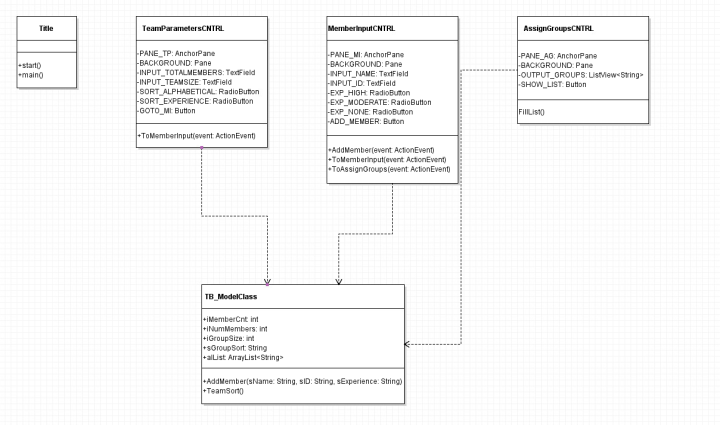 Title
+start()
+main()
TeamParametersCNTRL
-PANE_TP: AnchorPane
-BACKGROUND: Pane
-INPUT_TOTALMEMBERS: TextField
-INPUT_TEAMSIZE: TextField
-SORT_ALPHABETICAL: RadioButton
-SORT_EXPERIENCE: RadioButton
-GOTO_MI: Button
+ToMemberInput(event: ActionEvent)
MemberInputCNTRL
-PANE_MI: AnchorPane
-BACKGROUND: Pane
-INPUT_NAME: TextField
-INPUT_ID: TextField
-EXP_HIGH: RadioButton
-EXP_MODERATE: RadioButton
-EXP_NONE: RadioButton
-ADD_MEMBER: Button
+AddMember(event: ActionEvent)
+ToMemberInput(event: ActionEvent)
+ToAssignGroups(event: ActionEvent)
AssignGroupsCNTRL
-PANE_AG: AnchorPane
-BACKGROUND: Pane
-OUTPUT_GROUPS: ListView<String>
-SHOW_LIST: Button
FillList()
TB_ModelClass
+iMemberCnt: int
+iNumMembers: int
+iGroupSize: int
+sGroupSort: String
+alList: ArrayList<String>
+AddMember(sName: String, sID: String, sExperience: String)
+TeamSort()